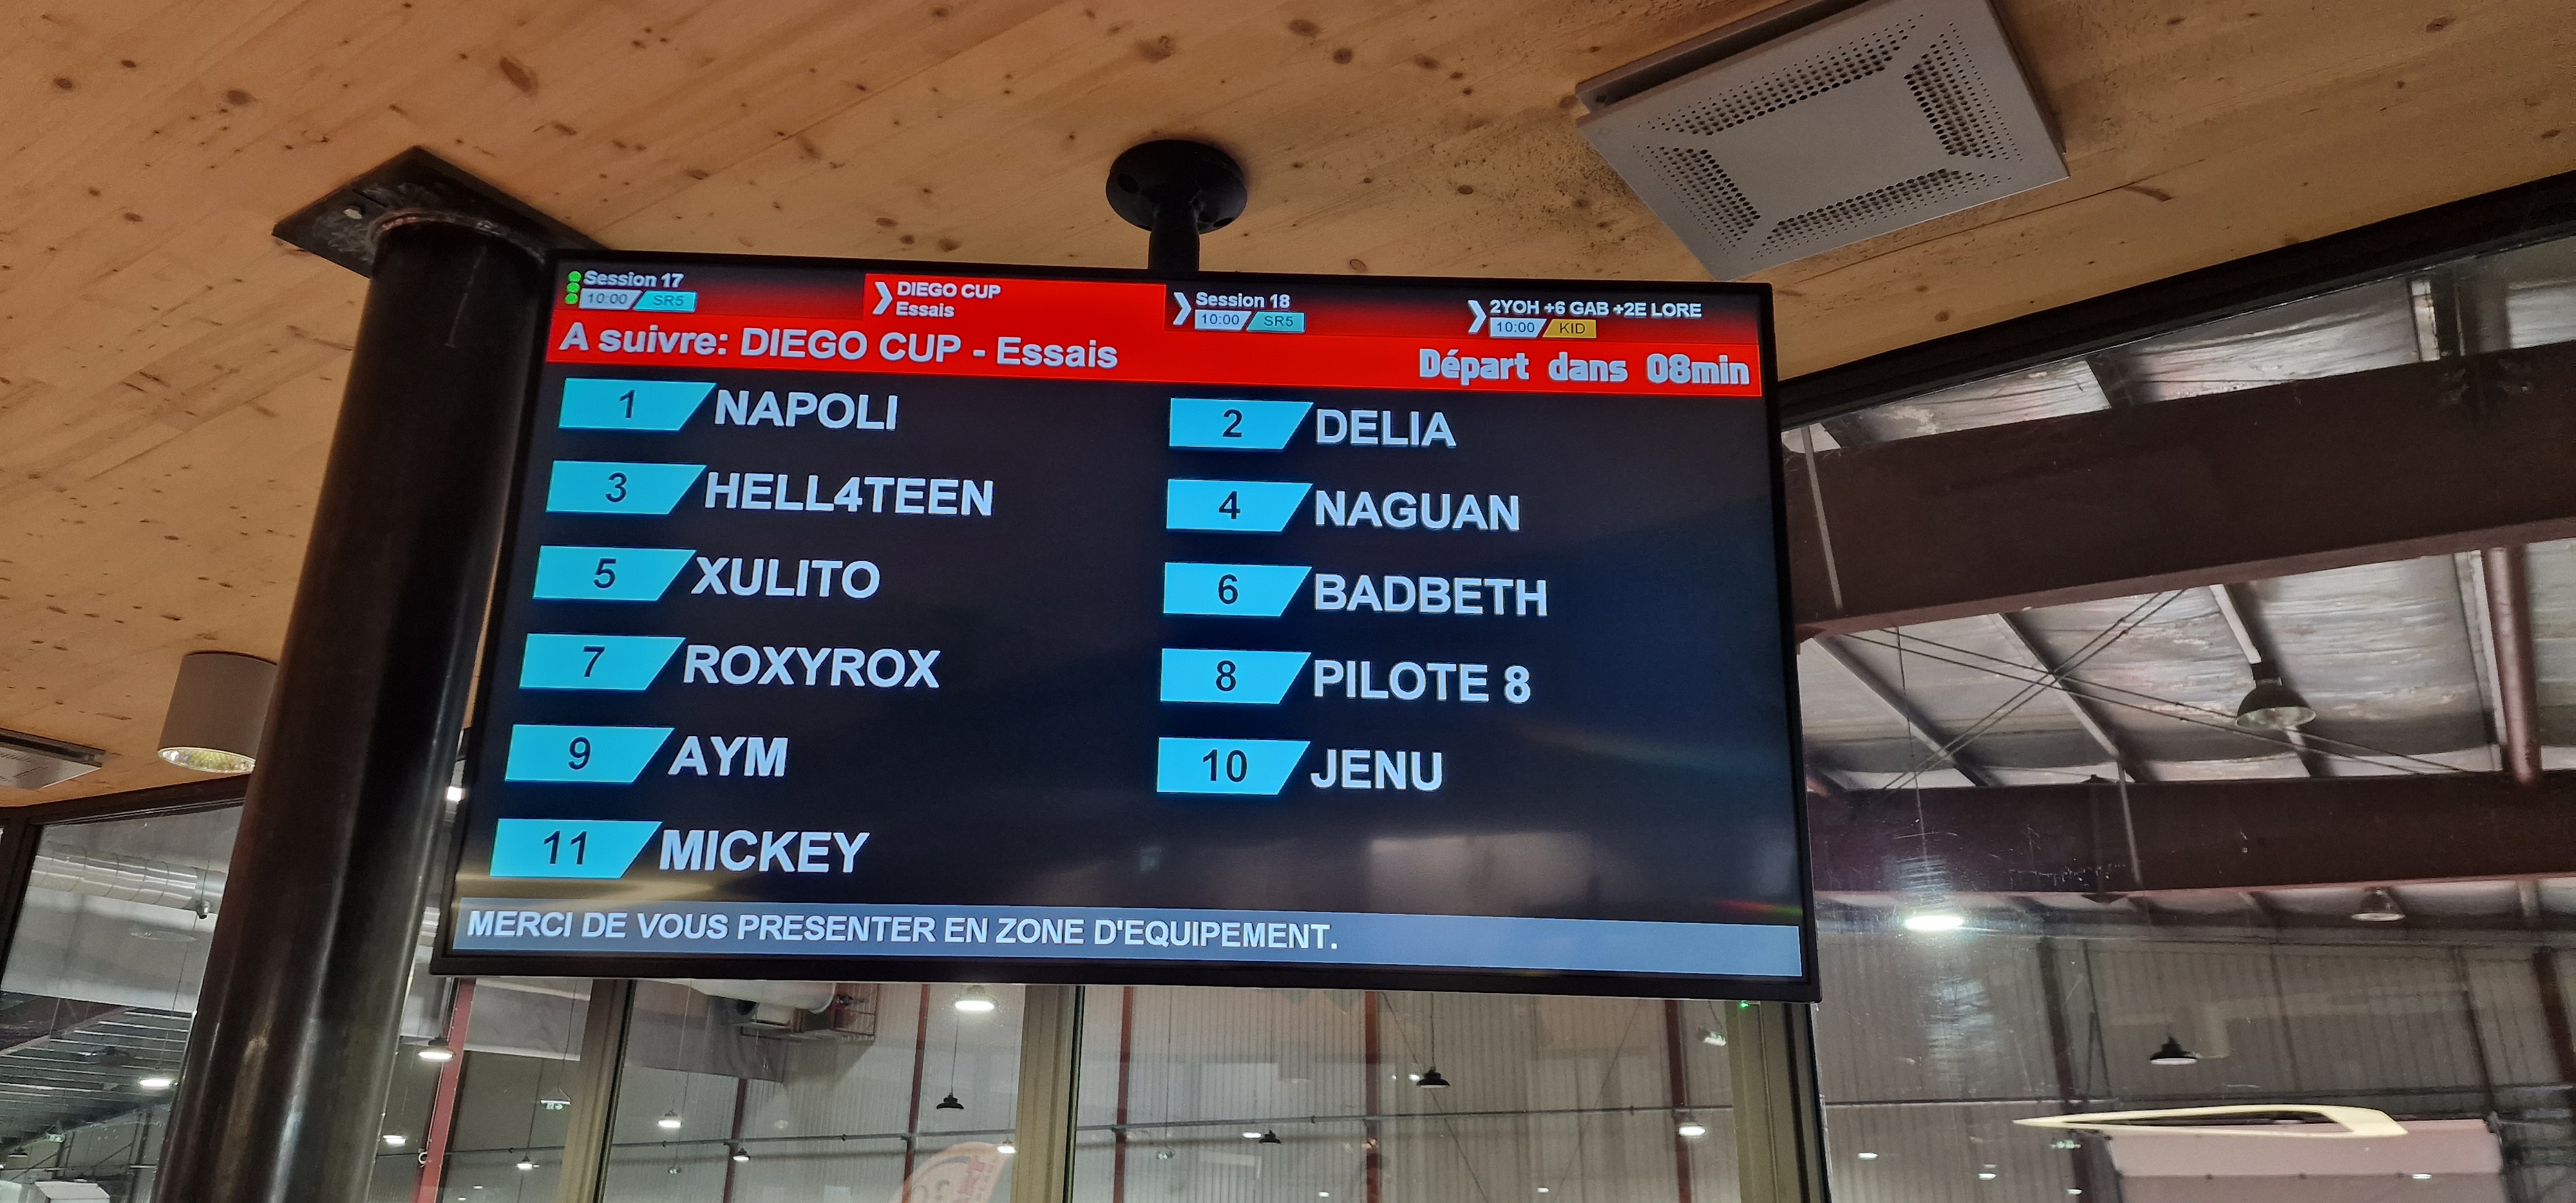 Session 17
10:00 SR5
DIEGO CUP
Essais
Session 18
10:00 SR5
2YOH +6 GAB +2E LORE
10:00 KID
A suivre: DIEGO CUP - Essais
Départ dans 08min
1 NAPOLI
2 DELIA
3 HELL4TEEN
4 NAGUAN
5 XULITO
6 BADBETH
7 ROXYROX
8 PILOTE 8
9 AYM
10 JENU
11 MICKEY
MERCI DE VOUS PRESENTER EN ZONE D'EQUIPEMENT.